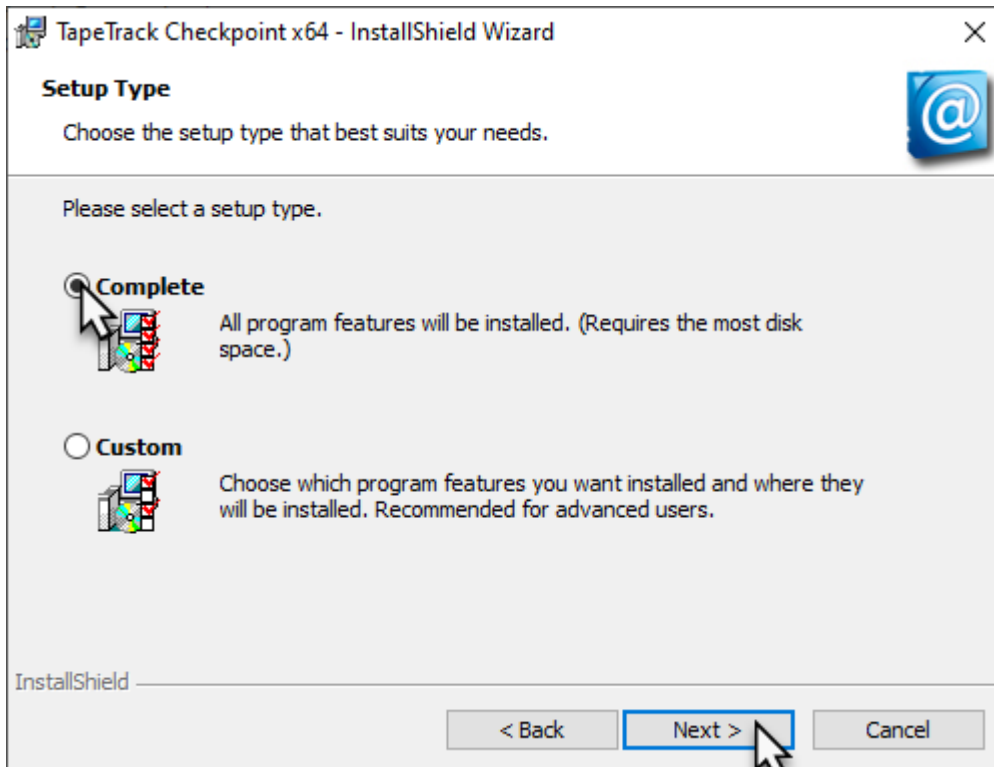 TapeTrack Checkpoint x64 - InstallShield Wizard
Setup Type
Choose the setup type that best suits your needs.
@
Please select a setup type.
Complete
All program features will be installed. (Requires the most disk
space.)
Custom
Choose which program features you want installed and where they
will be installed. Recommended for advanced users.
InstallShield
< Back
Next >
Cancel